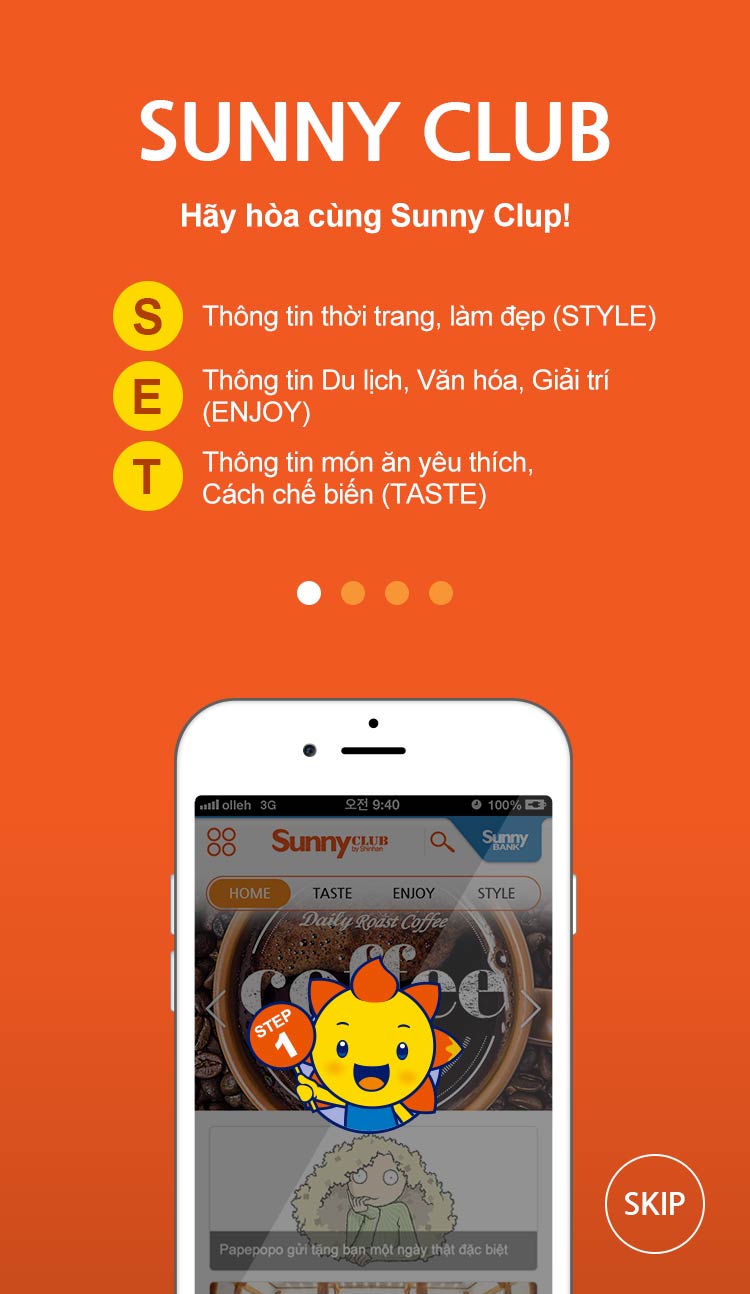 SUNNY CLUB
Hãy hòa cùng Sunny Clup!
S
Thông tin thời trang, làm đẹp (STYLE)
E
Thông tin Du lịch, Văn hóa, Giải trí
(ENJOY)
T
Thông tin món ăn yêu thích,
Cách chế biến (TASTE)
olleh 3G 오전 9:40 100%
Sunny CLUB
by Shinhan
Sunny
BANK
HOME TASTE ENJOY STYLE
Daily Roast Coffee
coffee
STEP
1
Papepopo gửi tặng bạn một ngày thật đặc biệt
SKIP